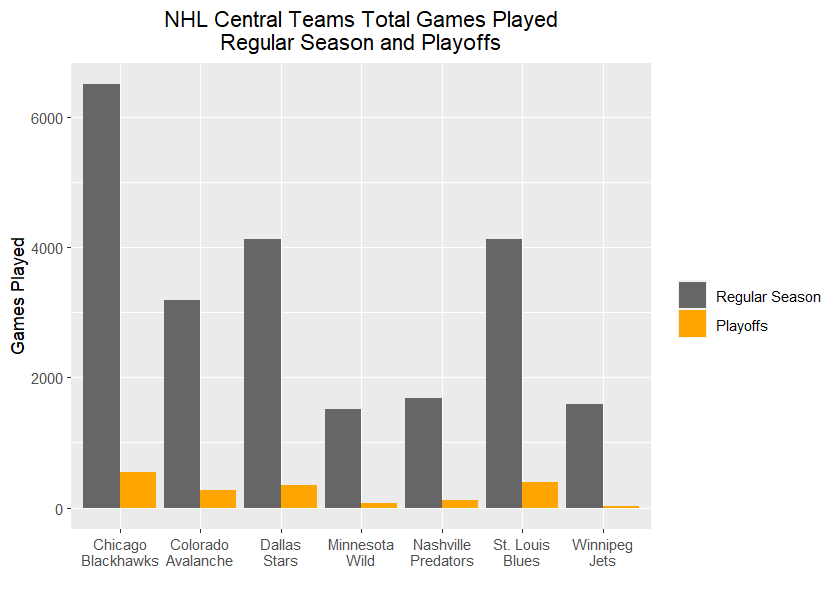 NHL Central Teams Total Games Played
Regular Season and Playoffs
Games Played
6000
4000
2000
0
Chicago
Blackhawks
Colorado
Avalanche
Dallas
Stars
Minnesota
Wild
Nashville
Predators
St. Louis
Blues
Winnipeg
Jets
Regular Season
Playoffs